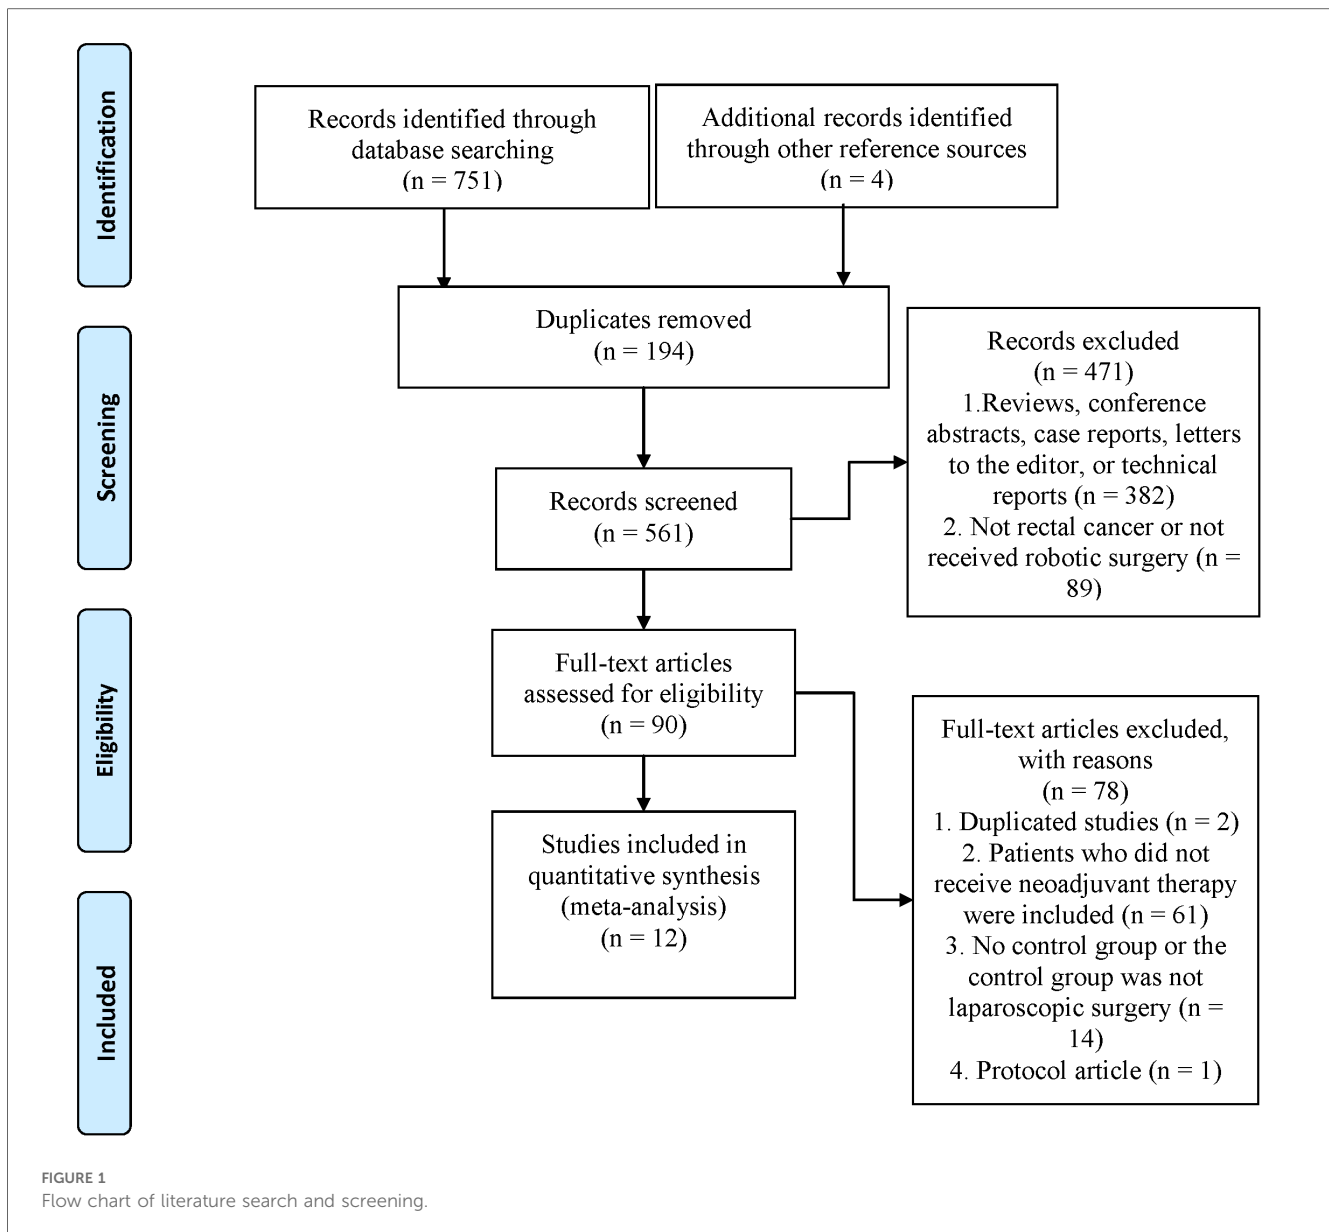 Identification
Records identified through
database searching
(n = 751)
Additional records identified
through other reference sources
(n = 4)
Duplicates removed
(n = 194)
Screening
Records screened
(n = 561)
Records excluded
(n = 471)
1.Reviews, conference
abstracts, case reports, letters
to the editor, or technical
reports (n = 382)
2. Not rectal cancer or not
received robotic surgery (n =
89)
Eligibility
Full-text articles
assessed for eligibility
(n = 90)
Full-text articles excluded,
with reasons
(n = 78)
1. Duplicated studies (n = 2)
2. Patients who did not
receive neoadjuvant therapy
were included (n = 61)
3. No control group or the
control group was not
laparoscopic surgery (n =
14)
4. Protocol article (n = 1)
Included
Studies included in
quantitative synthesis
(meta-analysis)
(n = 12)
FIGURE 1
Flow chart of literature search and screening.